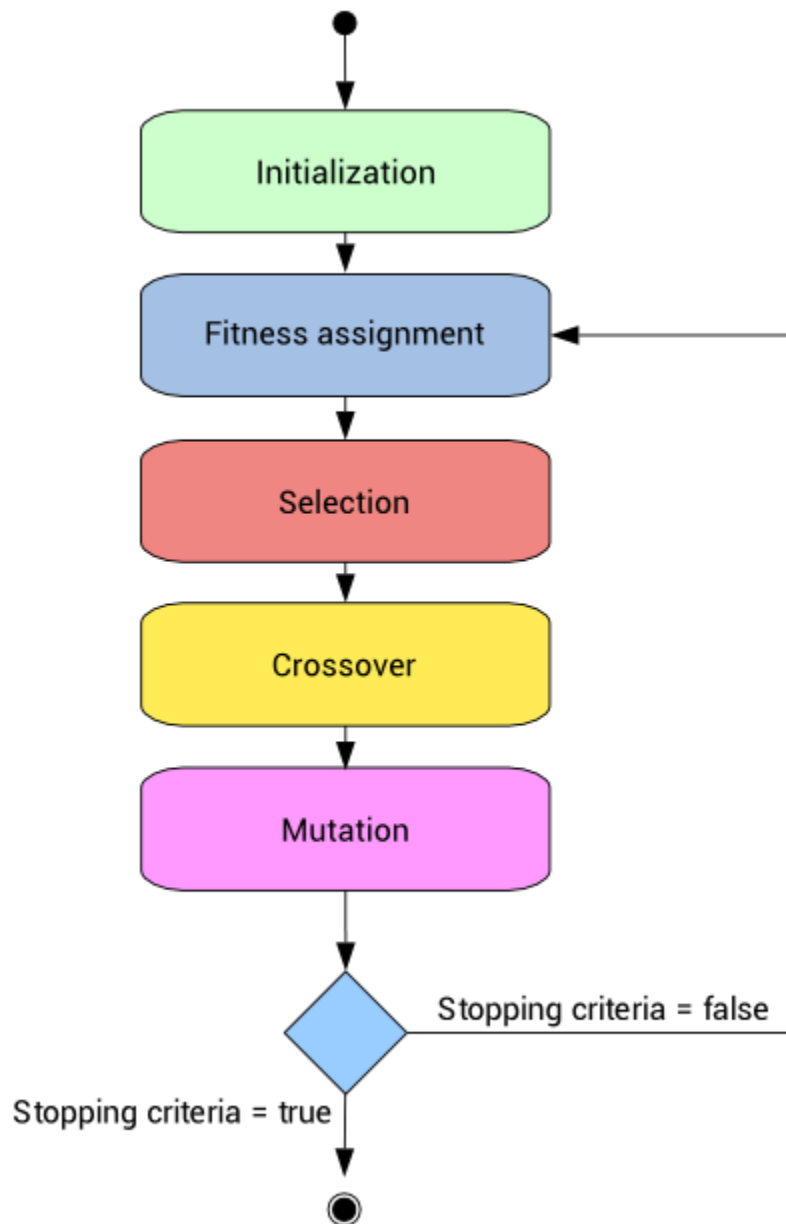 Initialization
Fitness assignment
Selection
Crossover
Mutation
Stopping criteria = false
Stopping criteria = true